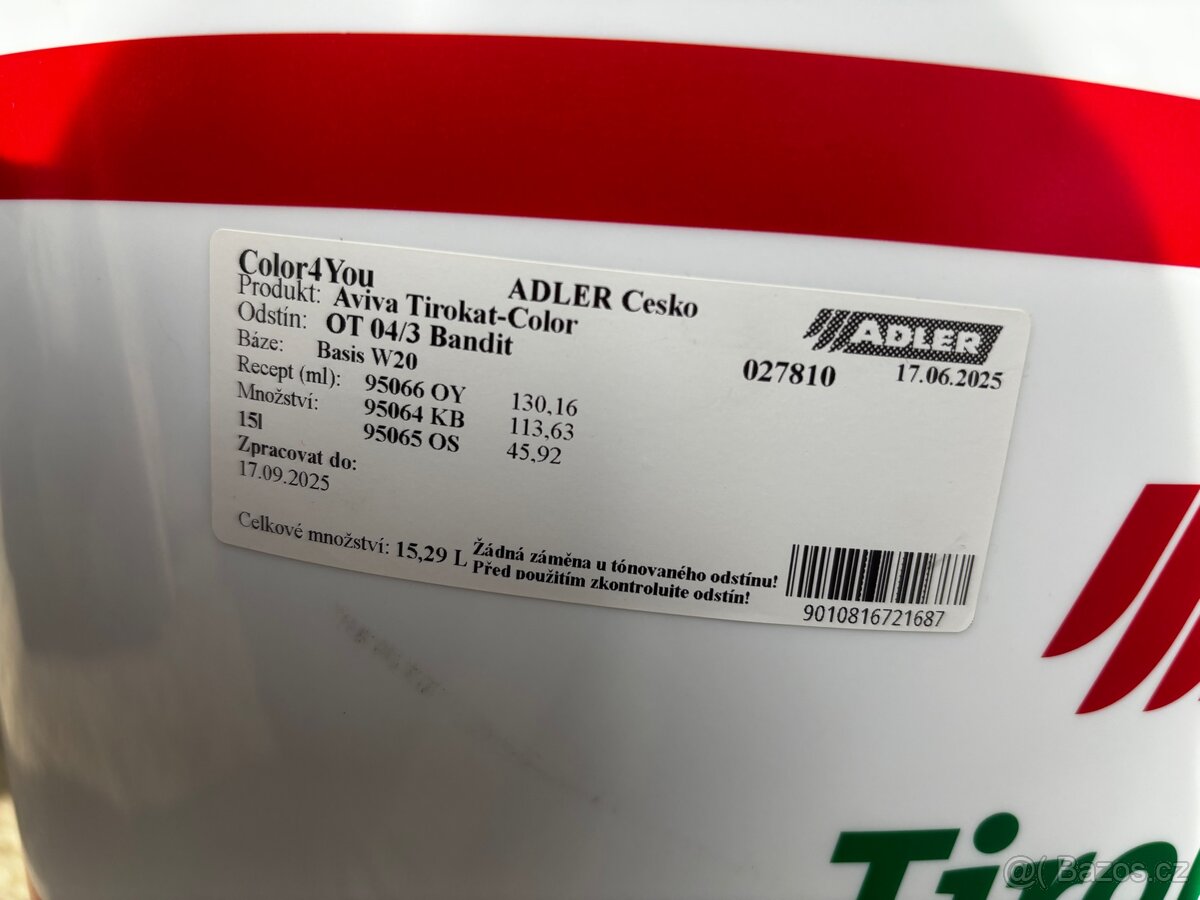 Color4You
ADLER Cesko
Produkt: Aviva Tirokat-Color
Odstín: OT 04/3 Bandit
ADLER
Báze: Basis W20
027810 17.06.2025
Recept (ml): 95066 OY 130,16
Množství: 95064 KB 113,63
15l 95065 OS 45,92
Zpracovat do:
17.09.2025
Celkové množství: 15,29 L
Žádná záměna u tónovaného odstínu!
Před použitím zkontrolujte odstín!
9010816721687
Tirol
@( Bazos.cz